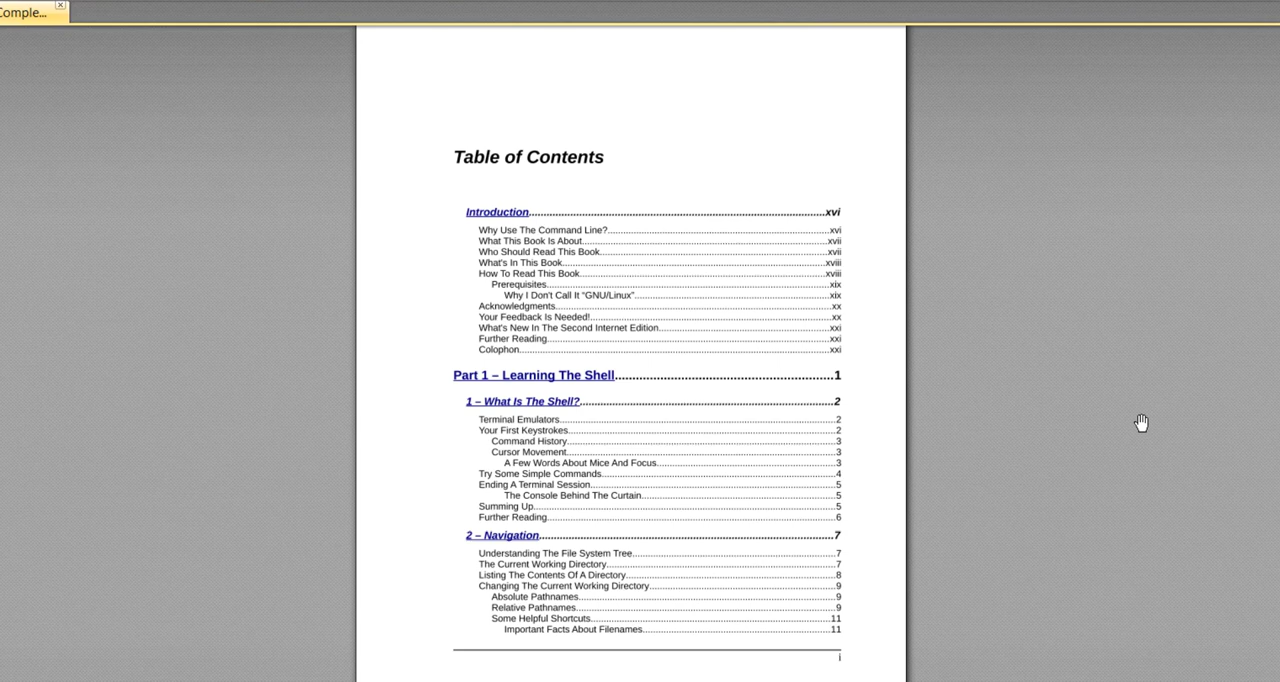 Comple...
Table of Contents
Introduction..........xvi
Why Use The Command Line?..........xvi
What This Book Is About..........xvii
Who Should Read This Book..........xvii
What's In This Book..........xviii
How To Read This Book..........xviii
Prerequisites..........xix
Why I Don't Call It “GNU/Linux”..........xix
Acknowledgments..........xx
Your Feedback Is Needed!..........xx
What's New In The Second Internet Edition..........xxi
Further Reading..........xxi
Colophon..........xxi
Part 1 – Learning The Shell..........1
1 – What Is The Shell?..........2
Terminal Emulators..........2
Your First Keystrokes..........2
Command History..........3
Cursor Movement..........3
A Few Words About Mice And Focus..........3
Try Some Simple Commands..........4
Ending A Terminal Session..........5
The Console Behind The Curtain..........5
Summing Up..........5
Further Reading..........6
2 – Navigation..........7
Understanding The File System Tree..........7
The Current Working Directory..........7
Listing The Contents Of A Directory..........8
Changing The Current Working Directory..........9
Absolute Pathnames..........9
Relative Pathnames..........9
Some Helpful Shortcuts..........11
Important Facts About Filenames..........11
i